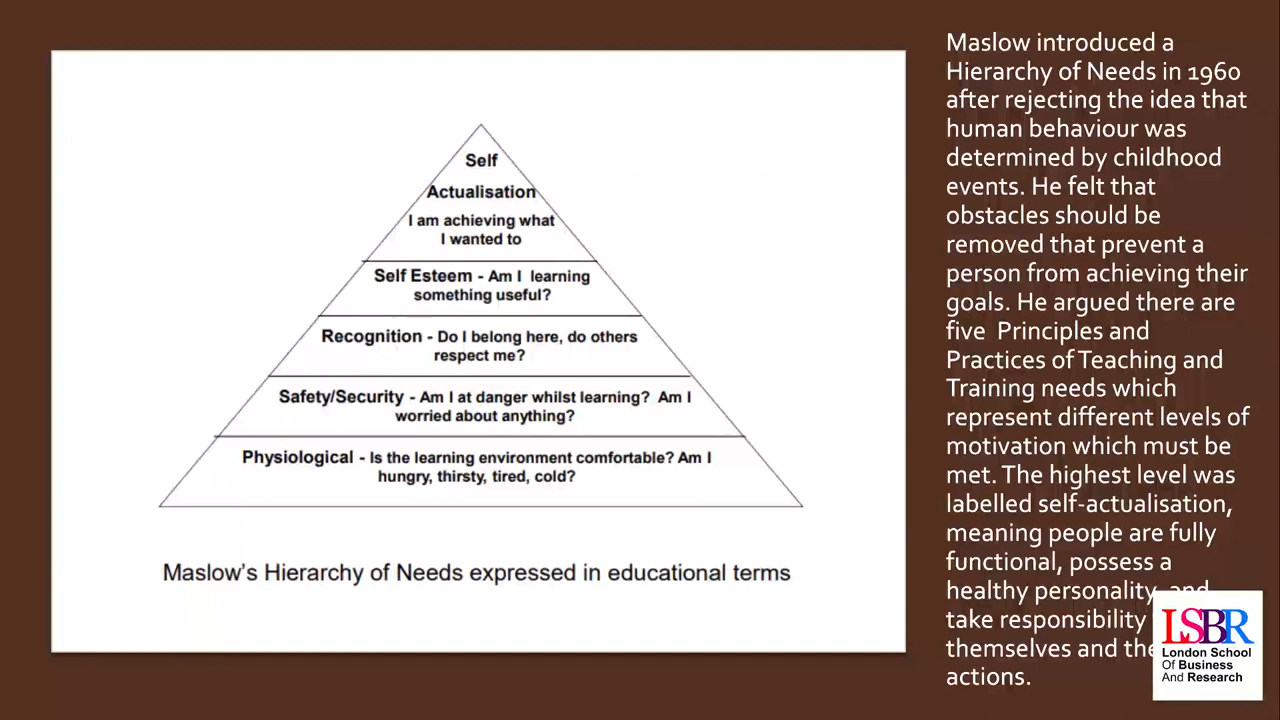 Self
Actualisation
I am achieving what
I wanted to
Self Esteem - Am I learning
something useful?
Recognition - Do I belong here, do others
respect me?
Safety/Security - Am I at danger whilst learning? Am I
worried about anything?
Physiological - Is the learning environment comfortable? Am I
hungry, thirsty, tired, cold?
Maslow's Hierarchy of Needs expressed in educational terms
Maslow introduced a
Hierarchy of Needs in 1960
after rejecting the idea that
human behaviour was
determined by childhood
events. He felt that
obstacles should be
removed that prevent a
person from achieving their
goals. He argued there are
five Principles and
Practices of Teaching and
Training needs which
represent different levels of
motivation which must be
met. The highest level was
labelled self-actualisation,
meaning people are fully
functional, possess a
healthy personality, and
take responsibility
themselves and
actions.
LSBR
London School
Of Business
And Research